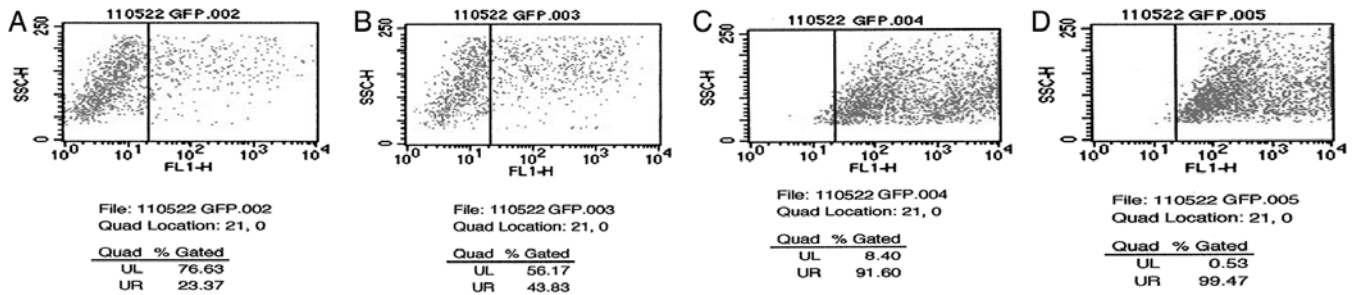 A
110522 GFP.002
250
SSC-H
0
10^0 10^1 10^2 10^3 10^4
FL1-H
File: 110522 GFP.002
Quad Location: 21, 0
Quad % Gated
UL 76.63
UR 23.37
B
110522 GFP.003
250
SSC-H
0
10^0 10^1 10^2 10^3 10^4
FL1-H
File: 110522 GFP.003
Quad Location: 21, 0
Quad % Gated
UL 56.17
UR 43.83
C
110522 GFP.004
250
SSC-H
0
10^0 10^1 10^2 10^3 10^4
FL1-H
File: 110522 GFP.004
Quad Location: 21, 0
Quad % Gated
UL 8.40
UR 91.60
D
110522 GFP.005
250
SSC-H
0
10^0 10^1 10^2 10^3 10^4
FL1-H
File: 110522 GFP.005
Quad Location: 21, 0
Quad % Gated
UL 0.53
UR 99.47